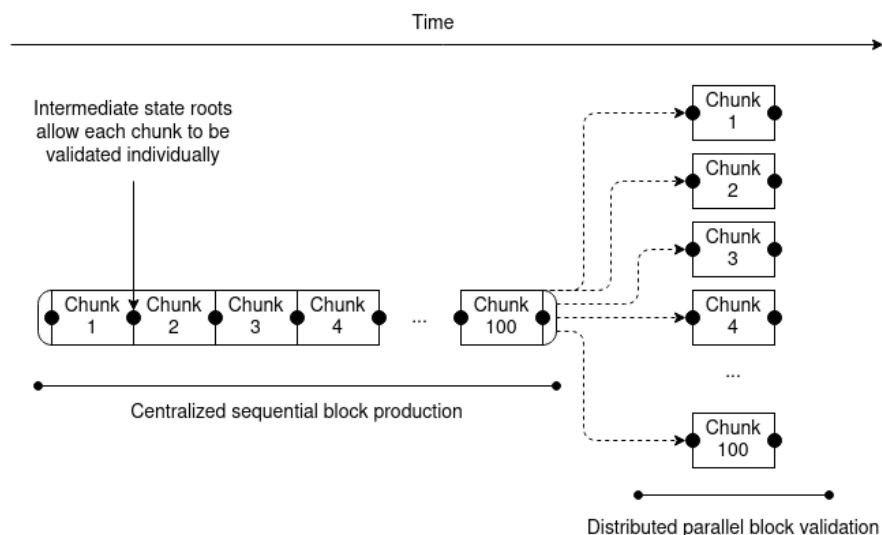 Time
Intermediate state roots
allow each chunk to be
validated individually
Chunk
1
Chunk
2
Chunk
3
Chunk
4
...
Chunk
100
Centralized sequential block production
Chunk
1
Chunk
2
Chunk
3
Chunk
4
...
Chunk
100
Distributed parallel block validation